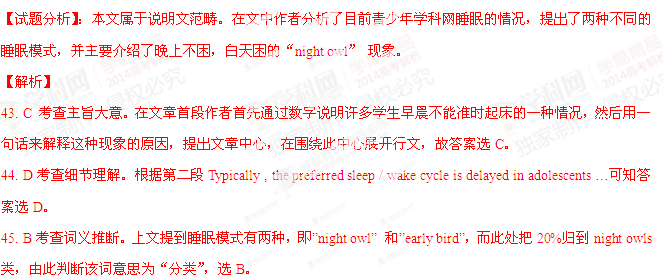 【试题分析】：本文属于说明文范畴。在文中作者分析了目前青少年学科网睡眠的情况，提出了两种不同的
睡眠模式，并主要介绍了晚上不困，白天困的“night owl” 现象。
【解析】
43. C 考查主旨大意。在文章首段作者首先通过数字说明许多学生早晨不能准时起床的一种情况，然后用一
句话来解释这种现象的原因，提出文章中心，在围绕此中心展开行文，故答案选 C。
44. D 考查细节理解。根据第二段 Typically , the preferred sleep / wake cycle is delayed in adolescents …可知答
案选 D。
45. B 考查词义推断。上文提到睡眠模式有两种，即”night owl” 和”early bird”，而此处把 20%归到 night owls
类，由此判断该词意思为“分类”，选 B。